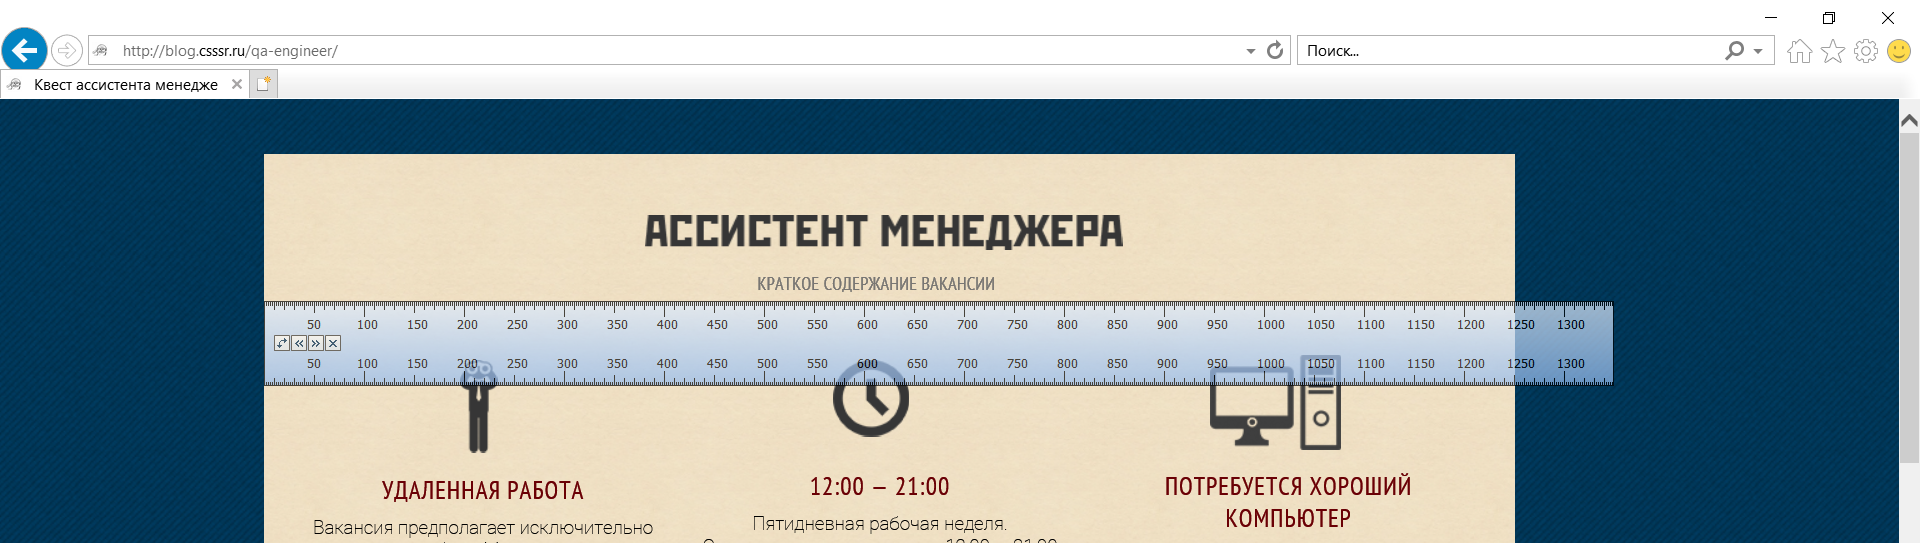 http://blog.csssr.ru/qa-engineer/
Поиск...
Квест ассистента менедже
АССИСТЕНТ МЕНЕДЖЕРА
КРАТКОЕ СОДЕРЖАНИЕ ВАКАНСИИ
50 100 150 200 250 300 350 400 450 500 550 600 650 700 750 800 850 900 950 1000 1050 1100 1150 1200 1250 1300
50 100 150 200 250 300 350 400 450 500 550 600 650 700 750 800 850 900 950 1000 1050 1100 1150 1200 1250 1300
УДАЛЕННАЯ РАБОТА
Вакансия предполагает исключительно
12:00 — 21:00
Пятидневная рабочая неделя.
ПОТРЕБУЕТСЯ ХОРОШИЙ
КОМПЬЮТЕР